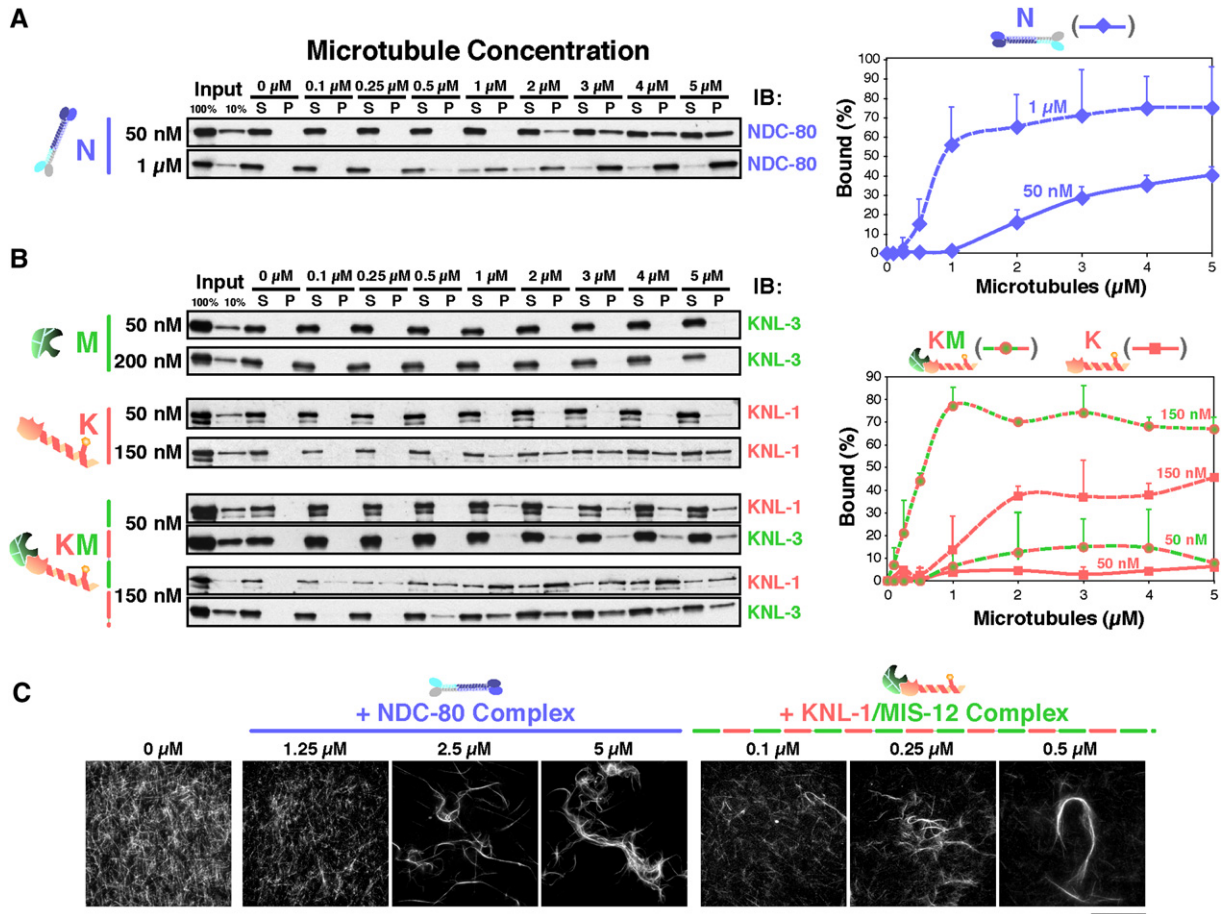 A
Microtubule Concentration
Input 0 µM 0.1 µM 0.25 µM 0.5 µM 1 µM 2 µM 3 µM 4 µM 5 µM
100% 10% S P S P S P S P S P S P S P S P S P IB:
N 50 nM NDC-80
1 µM NDC-80
N ( )
Bound (%)
100
90
80
70
60
50
40
30
20
10
0
1 µM
50 nM
0 1 2 3 4 5
Microtubules (µM)
B
Input 0 µM 0.1 µM 0.25 µM 0.5 µM 1 µM 2 µM 3 µM 4 µM 5 µM
100% 10% S P S P S P S P S P S P S P S P S P IB:
M 50 nM KNL-3
200 nM KNL-3
K 50 nM KNL-1
150 nM KNL-1
KM 50 nM KNL-1
KNL-3
150 nM KNL-1
KNL-3
KM ( ) K ( )
Bound (%)
90
80
70
60
50
40
30
20
10
0
150 nM
150 nM
50 nM
50 nM
0 1 2 3 4 5
Microtubules (µM)
C
+ NDC-80 Complex + KNL-1/MIS-12 Complex
0 µM 1.25 µM 2.5 µM 5 µM 0.1 µM 0.25 µM 0.5 µM